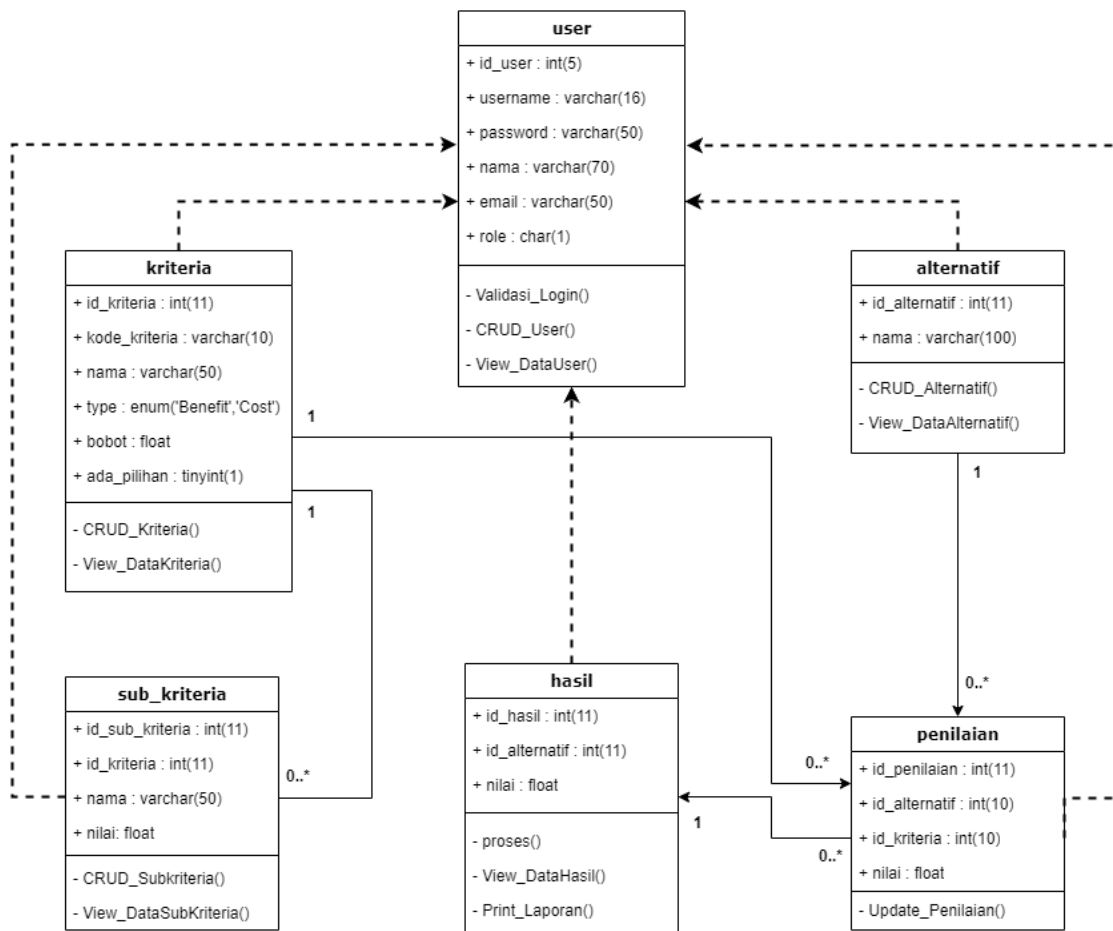 user
+ id_user : int(5)
+ username : varchar(16)
+ password : varchar(50)
+ nama : varchar(70)
+ email : varchar(50)
+ role : char(1)
- Validasi_Login()
- CRUD_User()
- View_DataUser()
kriteria
+ id_kriteria : int(11)
+ kode_kriteria : varchar(10)
+ nama : varchar(50)
+ type : enum('Benefit','Cost')
+ bobot : float
+ ada_pilihan : tinyint(1)
- CRUD_Kriteria()
- View_DataKriteria()
1
1
alternatif
+ id_alternatif : int(11)
+ nama : varchar(100)
- CRUD_Alternatif()
- View_DataAlternatif()
1
0..*
sub_kriteria
+ id_sub_kriteria : int(11)
+ id_kriteria : int(11)
+ nama : varchar(50)
+ nilai: float
- CRUD_Subkriteria()
- View_DataSubKriteria()
0..*
hasil
+ id_hasil : int(11)
+ id_alternatif : int(11)
+ nilai : float
- proses()
- View_DataHasil()
- Print_Laporan()
1
0..*
0..*
penilaian
+ id_penilaian : int(11)
+ id_alternatif : int(10)
+ id_kriteria : int(10)
+ nilai : float
- Update_Penilaian()